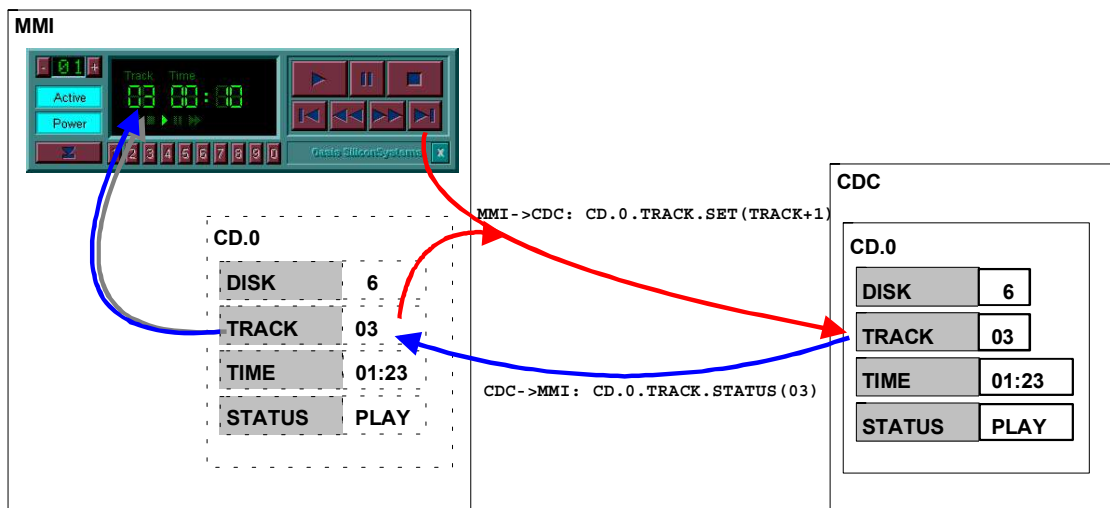 MMI
- 01 +
Track Time
03 00:10
Active
Power
2 3 4 5 6 7 8 9 0
Oasis SiliconSystems X
CDC
MMI->CDC: CD.0.TRACK.SET(TRACK+1)
CD.0
DISK 6
TRACK 03
TIME 01:23
STATUS PLAY
CDC->MMI: CD.0.TRACK.STATUS(03)
CD.0
DISK 6
TRACK 03
TIME 01:23
STATUS PLAY